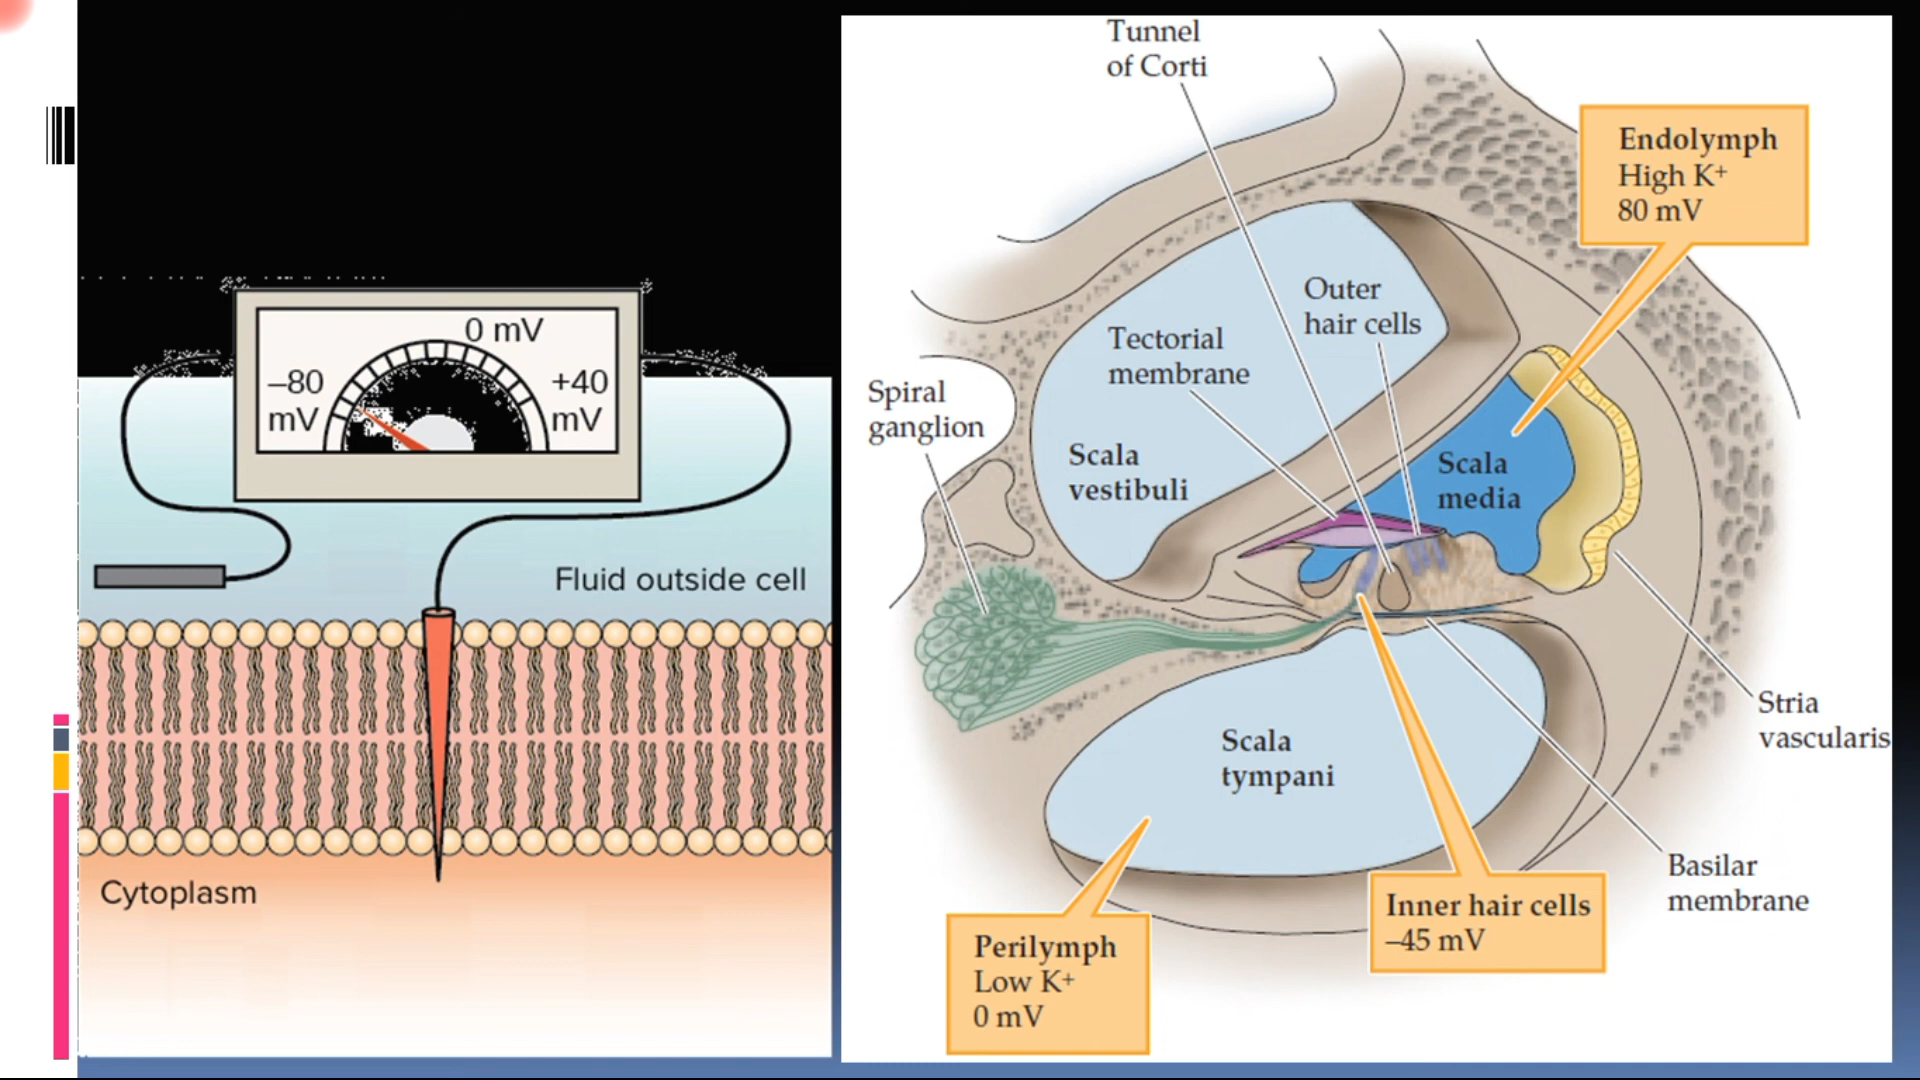 0 mV
–80
mV
+40
mV
Fluid outside cell
Cytoplasm
Tunnel
of Corti
Endolymph
High K⁺
80 mV
Outer
hair cells
Tectorial
membrane
Spiral
ganglion
Scala
vestibuli
Scala
media
Stria
vascularis
Scala
tympani
Basilar
membrane
Inner hair cells
–45 mV
Perilymph
Low K⁺
0 mV